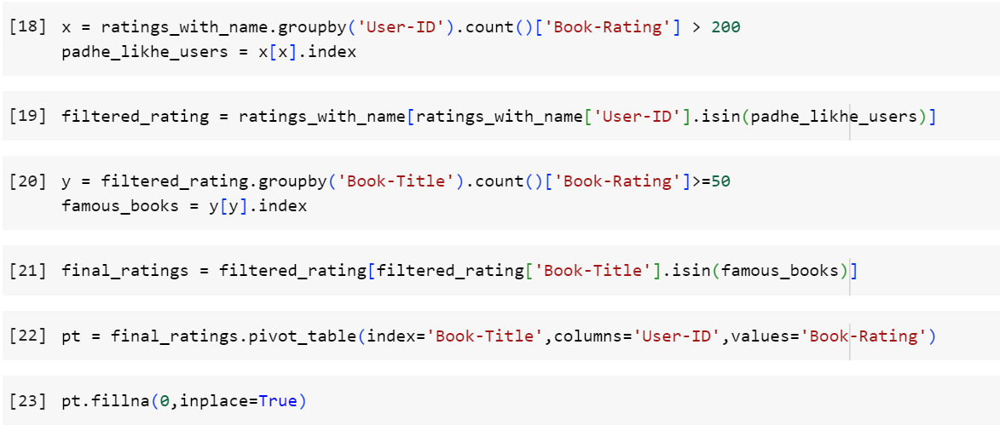 [18] x = ratings_with_name.groupby('User-ID').count()['Book-Rating'] > 200
padhe_likhe_users = x[x].index
[19] filtered_rating = ratings_with_name[ratings_with_name['User-ID'].isin(padhe_likhe_users)]
[20] y = filtered_rating.groupby('Book-Title').count()['Book-Rating']>=50
famous_books = y[y].index
[21] final_ratings = filtered_rating[filtered_rating['Book-Title'].isin(famous_books)]
[22] pt = final_ratings.pivot_table(index='Book-Title',columns='User-ID',values='Book-Rating')
[23] pt.fillna(0,inplace=True)